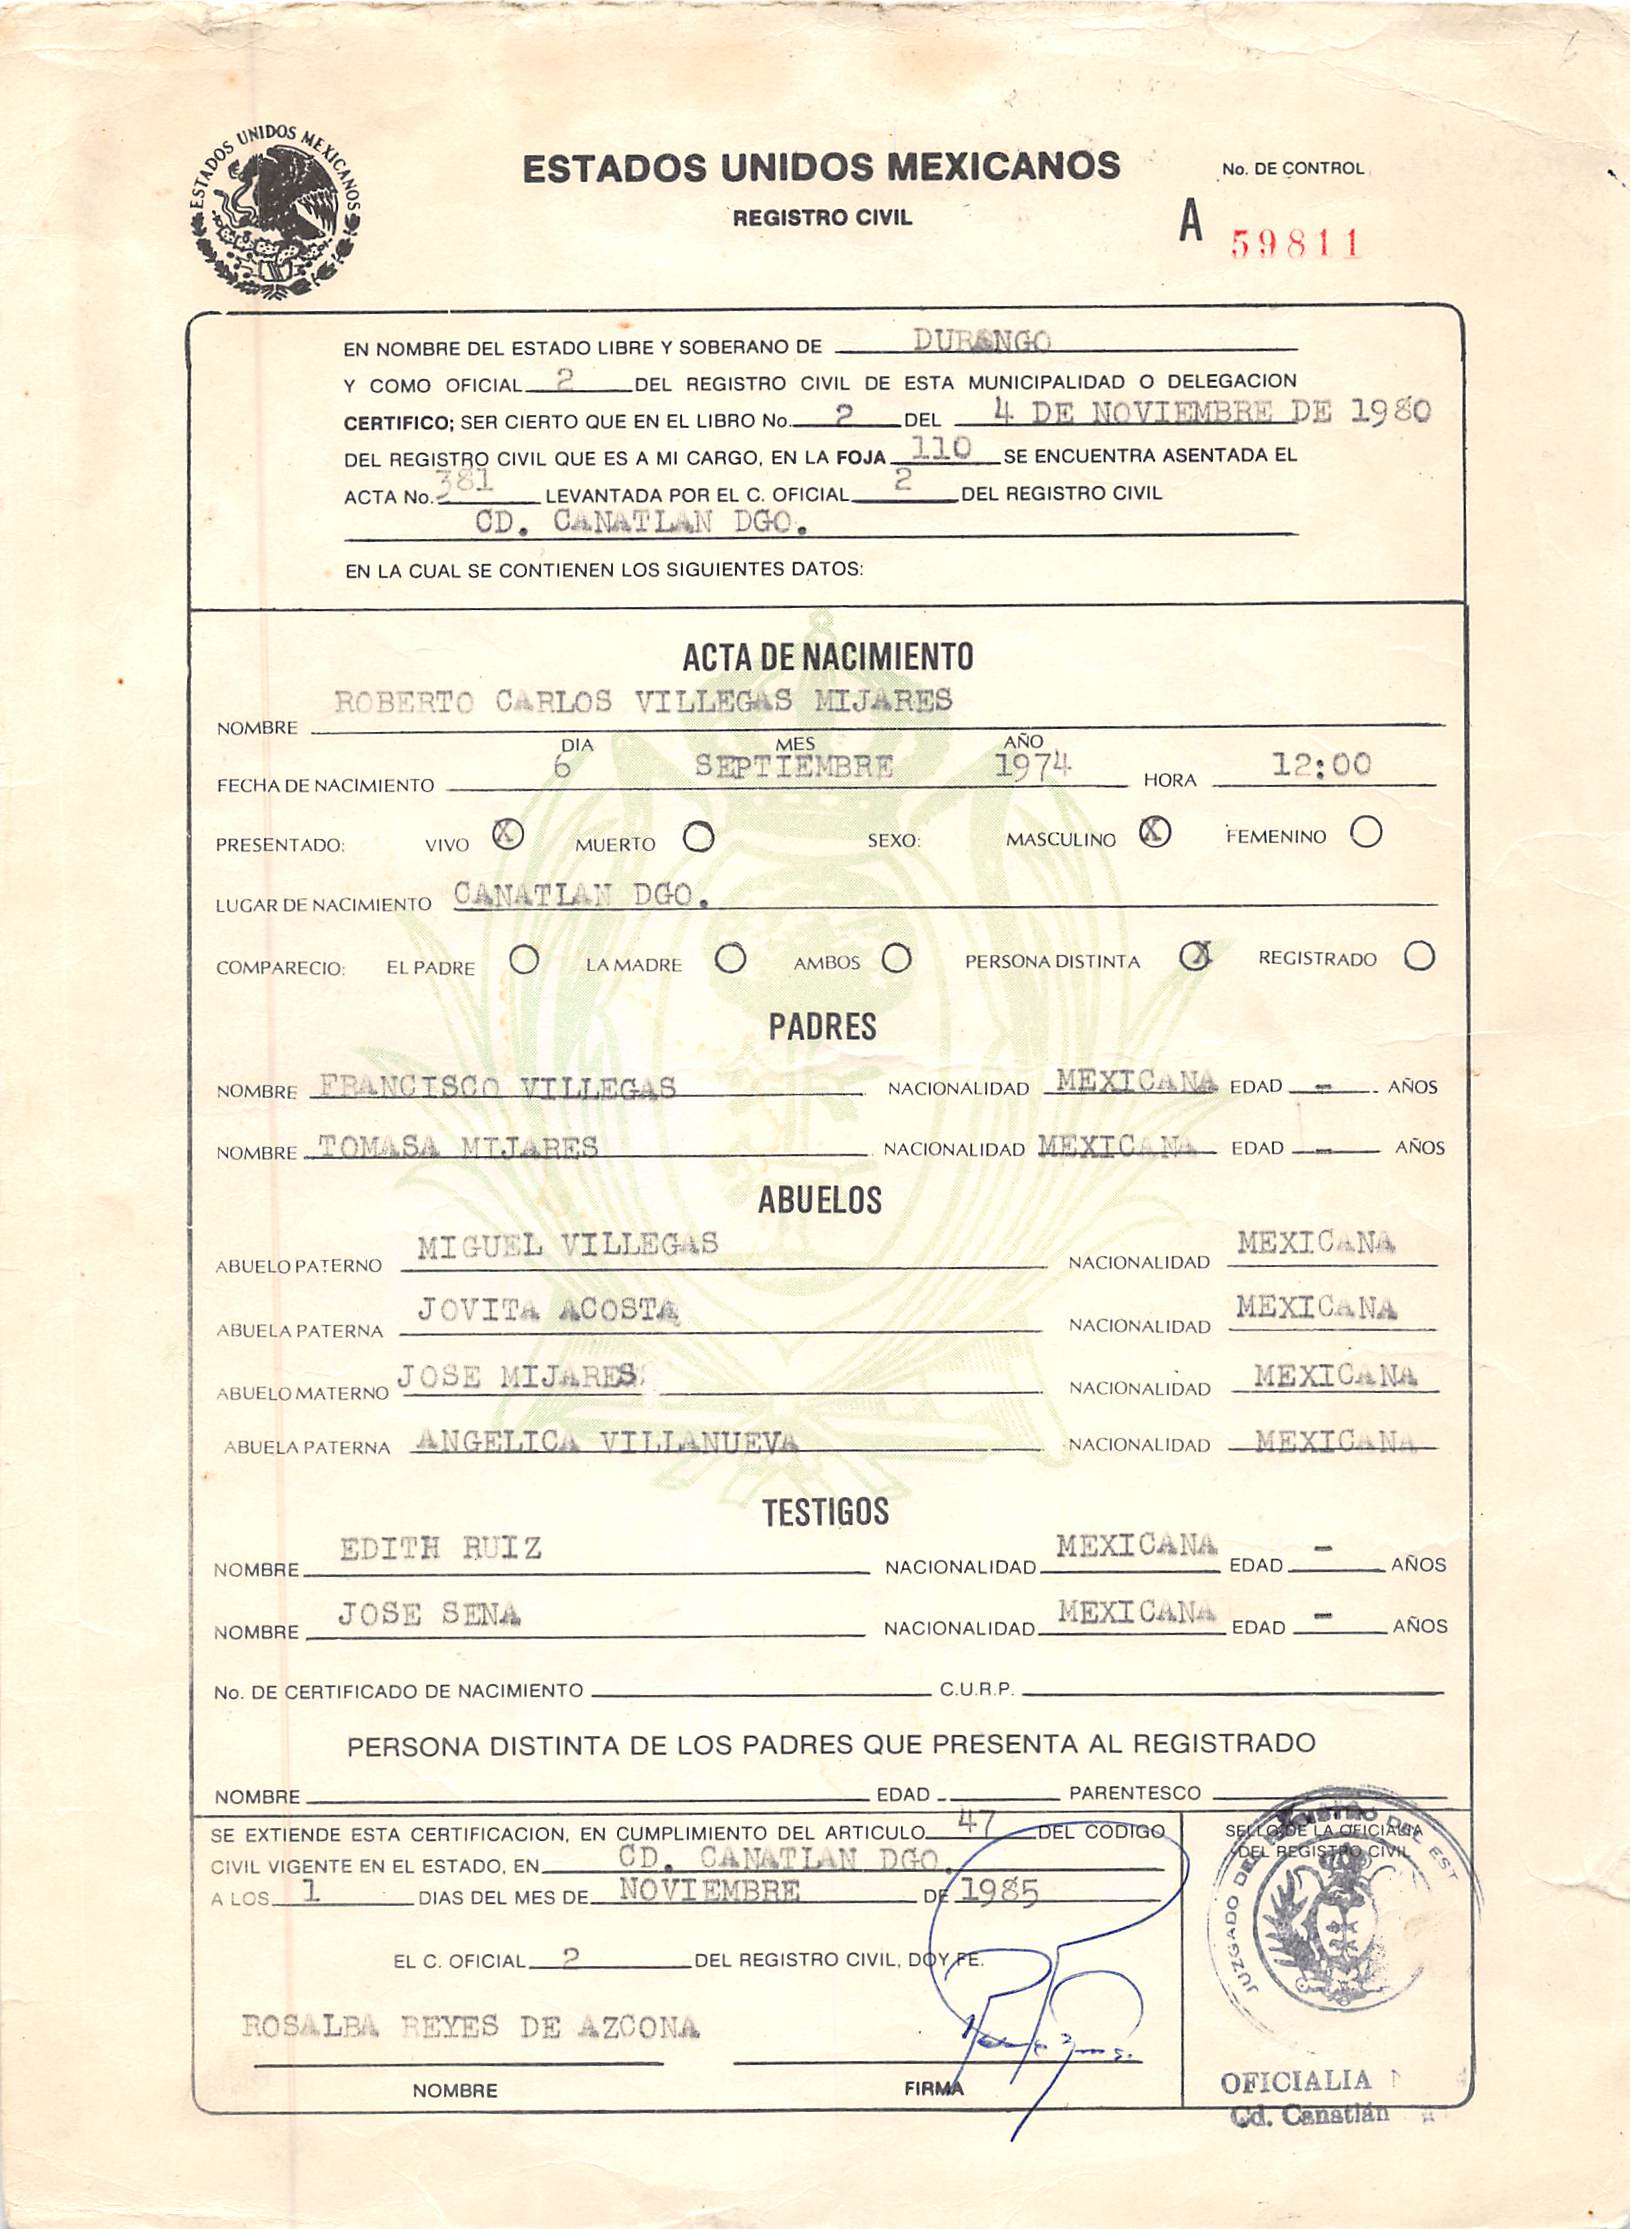 ESTADOS UNIDOS MEXICANOS
ESTADOS UNIDOS MEXICANOS
REGISTRO CIVIL
No. DE CONTROL
A 59811
EN NOMBRE DEL ESTADO LIBRE Y SOBERANO DE DURANGO
Y COMO OFICIAL 2 DEL REGISTRO CIVIL DE ESTA MUNICIPALIDAD O DELEGACION
CERTIFICO; SER CIERTO QUE EN EL LIBRO No. 2 DEL 4 DE NOVIEMBRE DE 1980
DEL REGISTRO CIVIL QUE ES A MI CARGO, EN LA FOJA 110 SE ENCUENTRA ASENTADA EL
ACTA No. 381 LEVANTADA POR EL C. OFICIAL 2 DEL REGISTRO CIVIL
CD. CANATLAN DGO.
EN LA CUAL SE CONTIENEN LOS SIGUIENTES DATOS:
ACTA DE NACIMIENTO
NOMBRE ROBERTO CARLOS VILLEGAS MIJARES
DIA MES AÑO
FECHA DE NACIMIENTO 6 SEPTIEMBRE 1974 HORA 12:00
PRESENTADO: VIVO X MUERTO SEXO: MASCULINO X FEMENINO
LUGAR DE NACIMIENTO CANATLAN DGO.
COMPARECIO: EL PADRE LA MADRE AMBOS PERSONA DISTINTA X REGISTRADO
PADRES
NOMBRE FRANCISCO VILLEGAS NACIONALIDAD MEXICANA EDAD - AÑOS
NOMBRE TOMASA MIJARES NACIONALIDAD MEXICANA EDAD - AÑOS
ABUELOS
ABUELO PATERNO MIGUEL VILLEGAS NACIONALIDAD MEXICANA
ABUELA PATERNA JOVITA ACOSTA NACIONALIDAD MEXICANA
ABUELO MATERNO JOSE MIJARES NACIONALIDAD MEXICANA
ABUELA PATERNA ANGELICA VILLANUEVA NACIONALIDAD MEXICANA
TESTIGOS
NOMBRE EDITH RUIZ NACIONALIDAD MEXICANA EDAD - AÑOS
NOMBRE JOSE SENA NACIONALIDAD MEXICANA EDAD - AÑOS
No. DE CERTIFICADO DE NACIMIENTO C.U.R.P.
PERSONA DISTINTA DE LOS PADRES QUE PRESENTA AL REGISTRADO
NOMBRE EDAD PARENTESCO
SE EXTIENDE ESTA CERTIFICACION, EN CUMPLIMIENTO DEL ARTICULO 47 DEL CODIGO
CIVIL VIGENTE EN EL ESTADO, EN CD. CANATLAN DGO.
A LOS 1 DIAS DEL MES DE NOVIEMBRE DE 1985
EL C. OFICIAL 2 DEL REGISTRO CIVIL, DOY FE.
ROSALBA REYES DE AZCONA
NOMBRE FIRMA
SELLO DE LA OFICIALIA
DEL REGISTRO CIVIL
JUZGADO DEL REGISTRO DEL EST
OFICIALIA
Cd. Canatlán